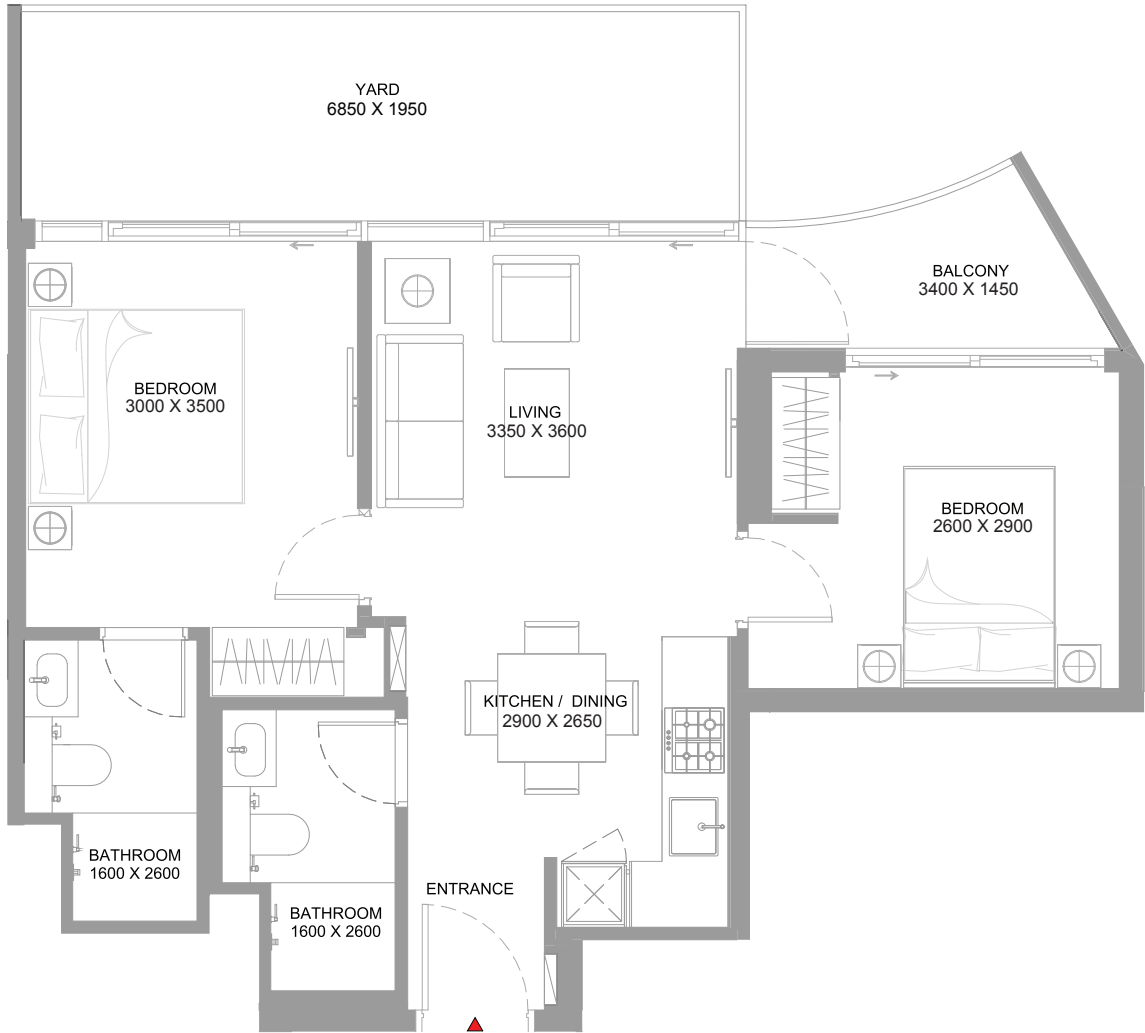 YARD
6850 X 1950
BALCONY
3400 X 1450
BEDROOM
3000 X 3500
LIVING
3350 X 3600
BEDROOM
2600 X 2900
KITCHEN / DINING
2900 X 2650
BATHROOM
1600 X 2600
ENTRANCE
BATHROOM
1600 X 2600